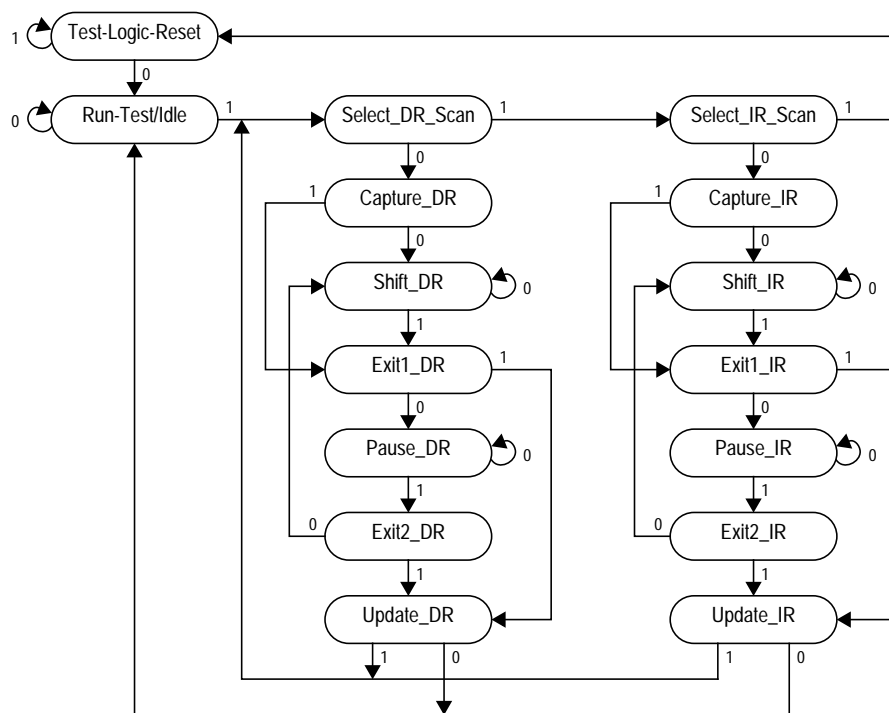 Test-Logic-Reset
1
0
Run-Test/Idle
0
1
Select_DR_Scan
1
Select_IR_Scan
1
0
0
1
Capture_DR
1
Capture_IR
0
0
Shift_DR
0
Shift_IR
0
1
1
Exit1_DR
1
Exit1_IR
1
0
0
Pause_DR
0
Pause_IR
0
1
1
0
Exit2_DR
0
Exit2_IR
1
1
Update_DR
Update_IR
1
0
1
0